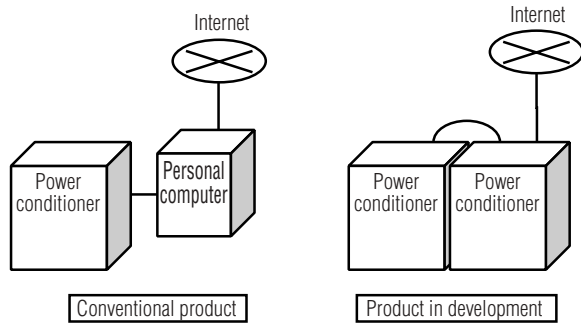 Internet
Power
conditioner
Personal
computer
Conventional product
Internet
Power
conditioner
Power
conditioner
Product in development